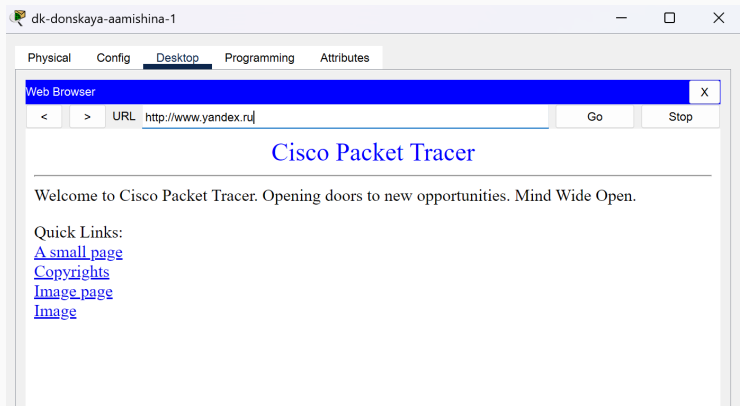 dk-donskaya-aamishina-1
Physical Config Desktop Programming Attributes
Web Browser X
< > URL http://www.yandex.ru Go Stop
Cisco Packet Tracer
Welcome to Cisco Packet Tracer. Opening doors to new opportunities. Mind Wide Open.
Quick Links:
A small page
Copyrights
Image page
Image